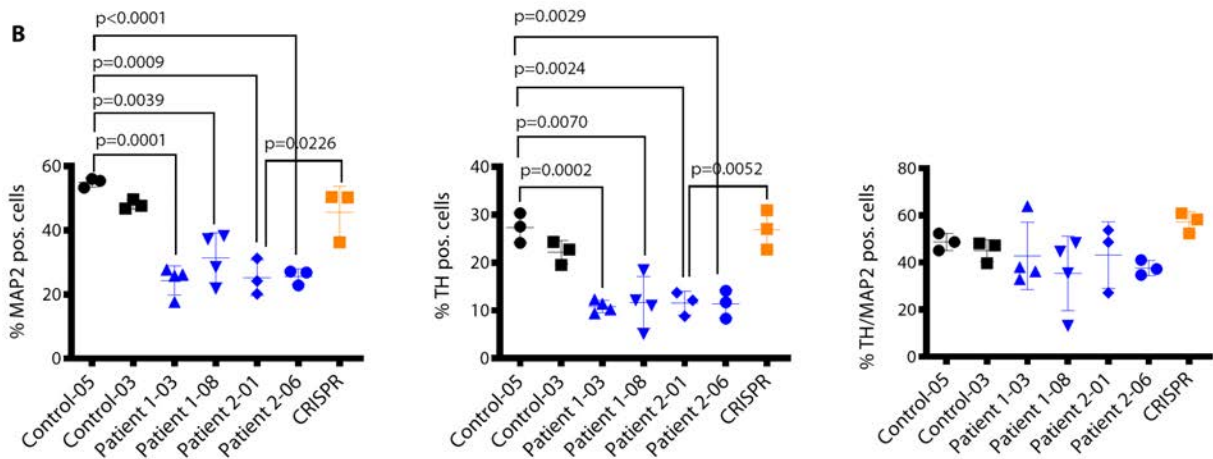 B
p<0.0001
p=0.0009
p=0.0039
p=0.0001
p=0.0226
% MAP2 pos. cells
60
40
20
0
Control-05
Control-03
Patient 1-03
Patient 1-08
Patient 2-01
Patient 2-06
CRISPR
p=0.0029
p=0.0024
p=0.0070
p=0.0002
p=0.0052
% TH pos. cells
40
30
20
10
0
Control-05
Control-03
Patient 1-03
Patient 1-08
Patient 2-01
Patient 2-06
CRISPR
% TH/MAP2 pos. cells
80
60
40
20
0
Control-05
Control-03
Patient 1-03
Patient 1-08
Patient 2-01
Patient 2-06
CRISPR